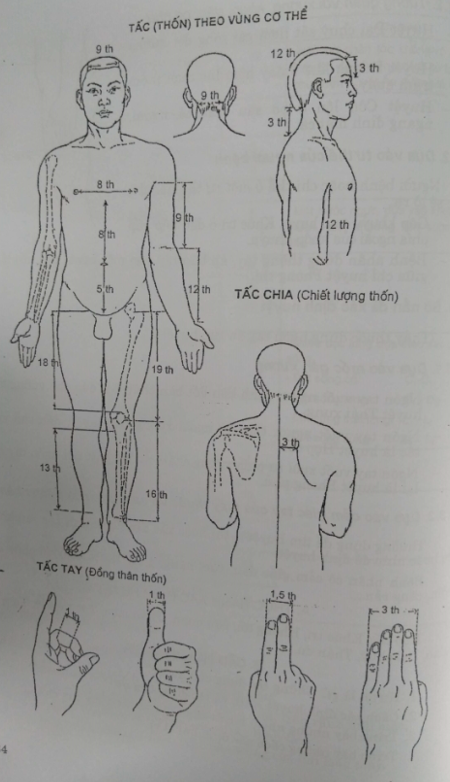 TẤC (THỐN) THEO VÙNG CƠ THỂ
9 th
9 th
12 th
3 th
3 th
8 th
9 th
8 th
12 th
5 th
12 th
TẤC CHIA (Chiết lượng thốn)
18 th
19 th
3 th
13 th
16 th
TẤC TAY (Đồng thân thốn)
1 th
1 th
1,5 th
3 th
4